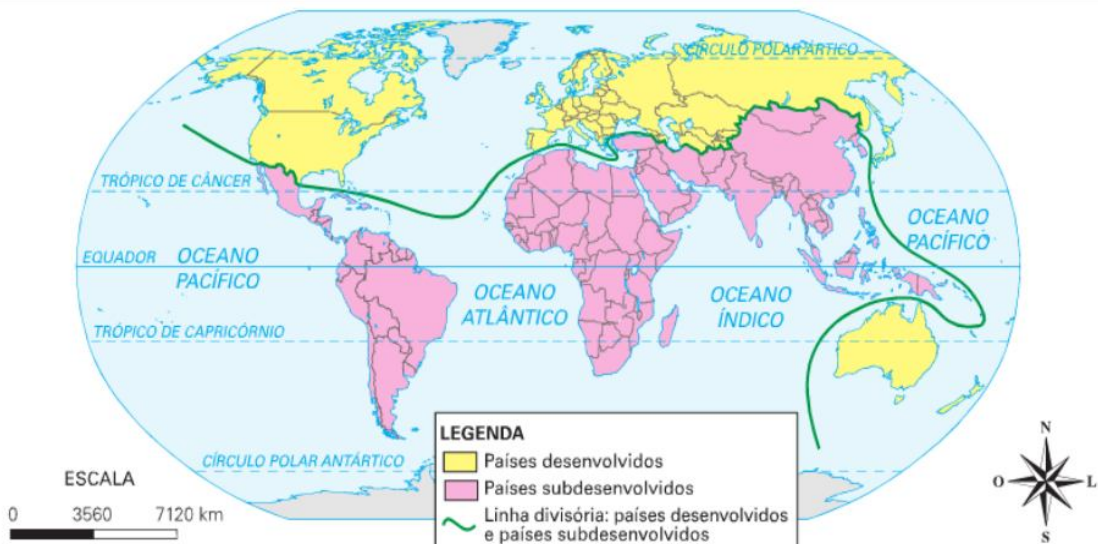 CÍRCULO POLAR ÁRTICO
TRÓPICO DE CÂNCER
OCEANO
PACÍFICO
EQUADOR
OCEANO
PACÍFICO
OCEANO
ATLÂNTICO
OCEANO
ÍNDICO
TRÓPICO DE CAPRICÓRNIO
CÍRCULO POLAR ANTÁRTICO
LEGENDA
Países desenvolvidos
Países subdesenvolvidos
Linha divisória: países desenvolvidos
e países subdesenvolvidos
ESCALA
0 3560 7120 km
N
O L
S